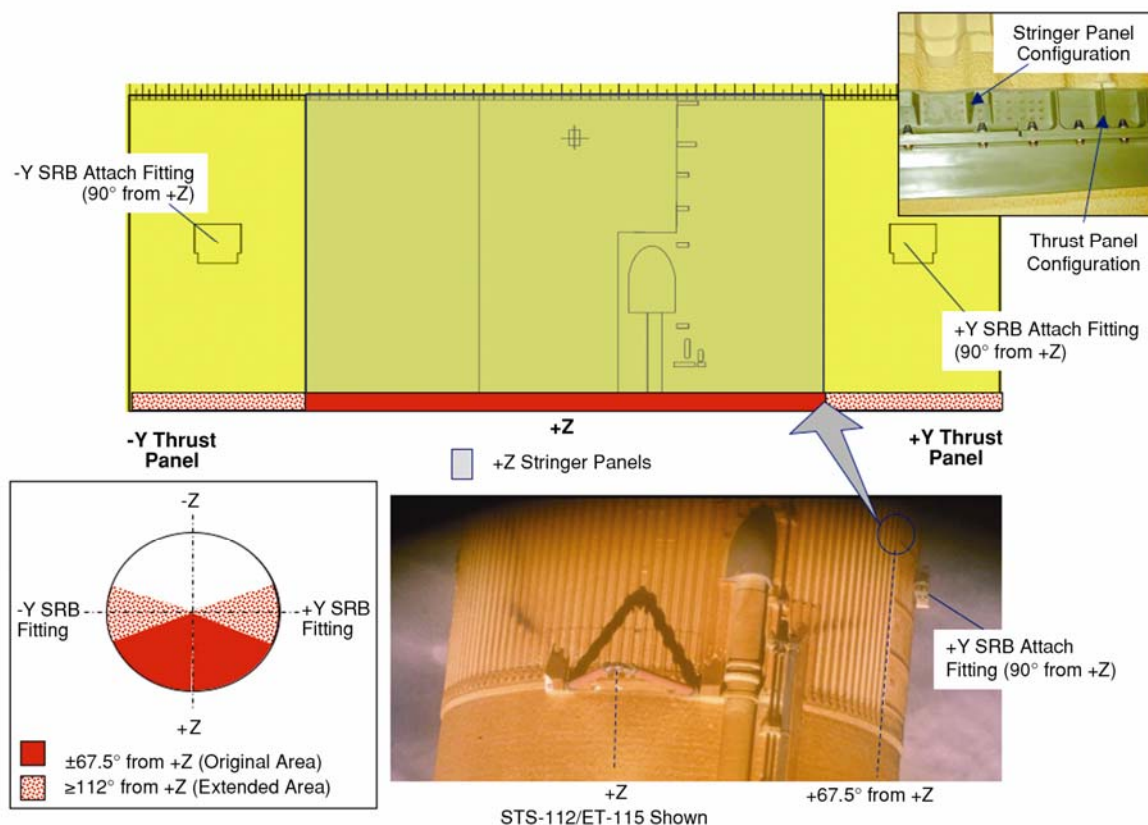 Stringer Panel
Configuration
-Y SRB Attach Fitting
(90° from +Z)
Thrust Panel
Configuration
+Y SRB Attach Fitting
(90° from +Z)
-Y Thrust
Panel
+Z
+Y Thrust
Panel
+Z Stringer Panels
-Z
-Y SRB
Fitting
+Y SRB
Fitting
+Z
±67.5° from +Z (Original Area)
≥112° from +Z (Extended Area)
+Y SRB Attach
Fitting (90° from +Z)
+Z
+67.5° from +Z
STS-112/ET-115 Shown